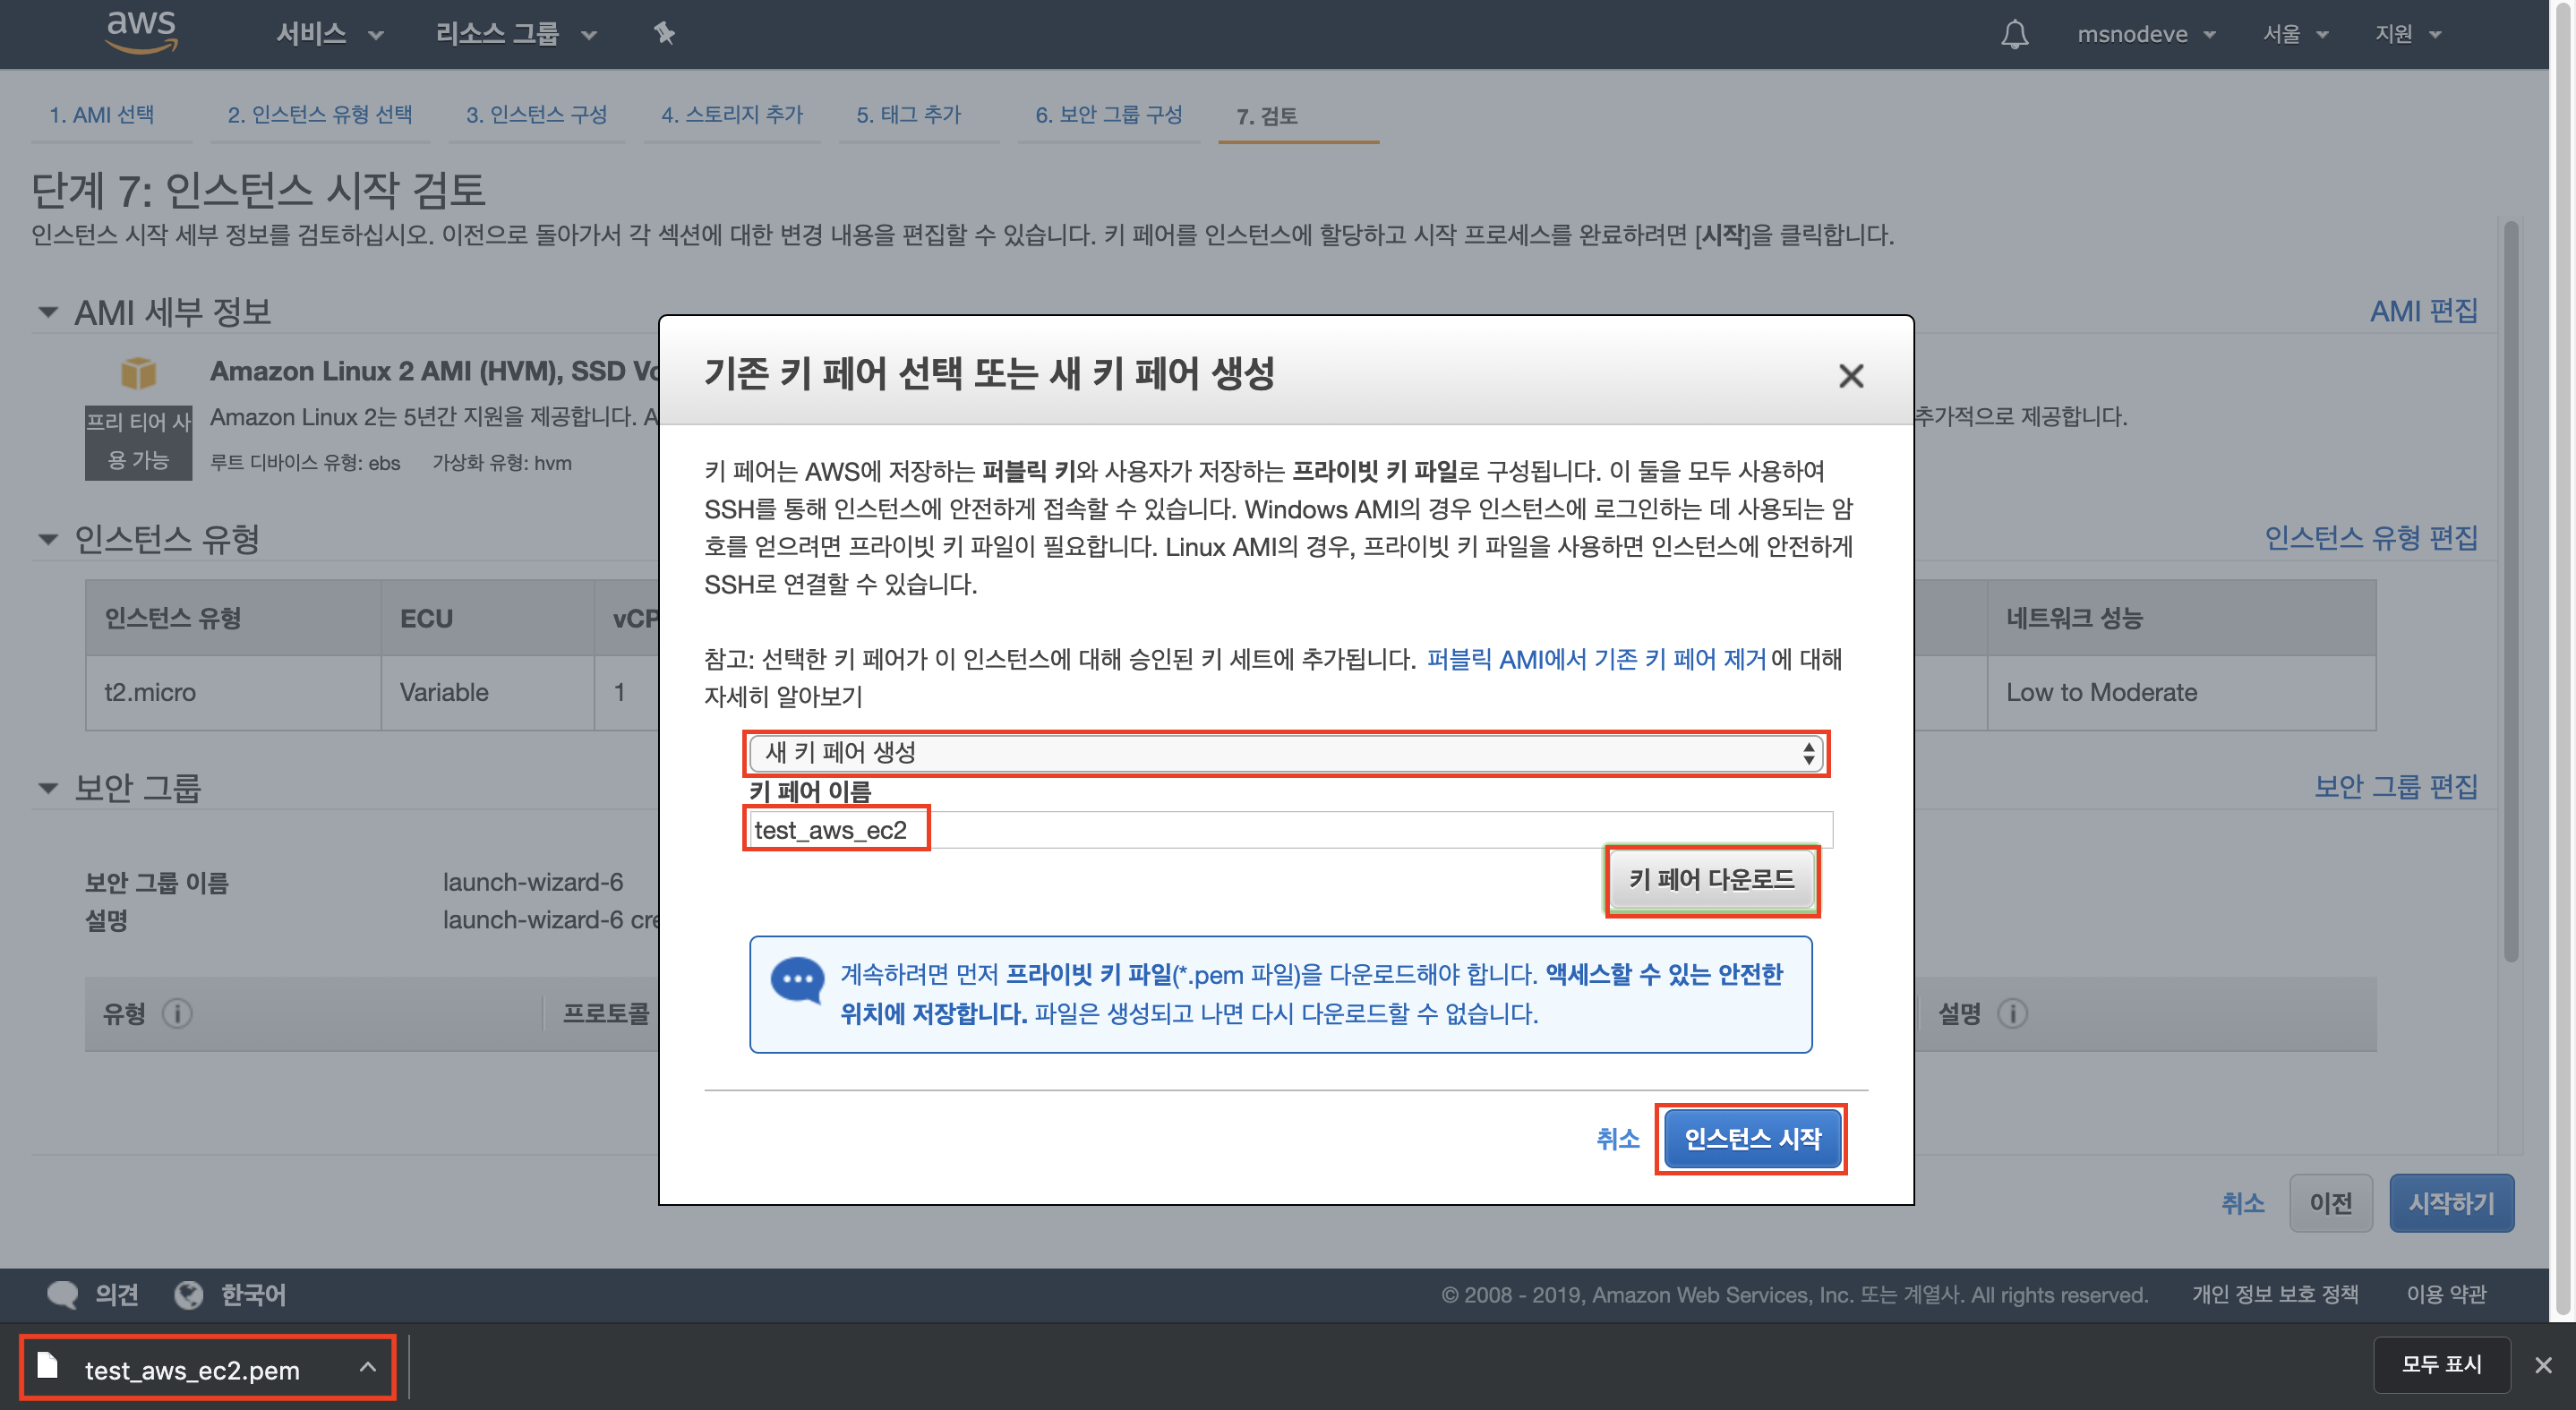 aws 서비스 리소스 그룹 msnodeve 서울 지원
1. AMI 선택 2. 인스턴스 유형 선택 3. 인스턴스 구성 4. 스토리지 추가 5. 태그 추가 6. 보안 그룹 구성 7. 검토
단계 7: 인스턴스 시작 검토
인스턴스 시작 세부 정보를 검토하십시오. 이전으로 돌아가서 각 섹션에 대한 변경 내용을 편집할 수 있습니다. 키 페어를 인스턴스에 할당하고 시작 프로세스를 완료하려면 [시작]을 클릭합니다.
AMI 세부 정보
AMI 편집
Amazon Linux 2 AMI (HVM), SSD Vo
프리 티어 사
용 가능
Amazon Linux 2는 5년간 지원을 제공합니다. A
추가적으로 제공합니다.
루트 디바이스 유형: ebs 가상화 유형: hvm
인스턴스 유형
인스턴스 유형 편집
인스턴스 유형 ECU vCP 네트워크 성능
t2.micro Variable 1 Low to Moderate
보안 그룹
보안 그룹 편집
보안 그룹 이름 launch-wizard-6
설명 launch-wizard-6 cre
유형 프로토콜 설명
기존 키 페어 선택 또는 새 키 페어 생성
키 페어는 AWS에 저장하는 퍼블릭 키와 사용자가 저장하는 프라이빗 키 파일로 구성됩니다. 이 둘을 모두 사용하여
SSH를 통해 인스턴스에 안전하게 접속할 수 있습니다. Windows AMI의 경우 인스턴스에 로그인하는 데 사용되는 암
호를 얻으려면 프라이빗 키 파일이 필요합니다. Linux AMI의 경우, 프라이빗 키 파일을 사용하면 인스턴스에 안전하게
SSH로 연결할 수 있습니다.
참고: 선택한 키 페어가 이 인스턴스에 대해 승인된 키 세트에 추가됩니다. 퍼블릭 AMI에서 기존 키 페어 제거 에 대해
자세히 알아보기
새 키 페어 생성
키 페어 이름
test_aws_ec2
키 페어 다운로드
계속하려면 먼저 프라이빗 키 파일(*.pem 파일)을 다운로드해야 합니다. 액세스할 수 있는 안전한
위치에 저장합니다. 파일은 생성되고 나면 다시 다운로드할 수 없습니다.
취소 인스턴스 시작
취소 이전 시작하기
의견 한국어 © 2008 - 2019, Amazon Web Services, Inc. 또는 계열사. All rights reserved. 개인 정보 보호 정책 이용 약관
test_aws_ec2.pem 모두 표시